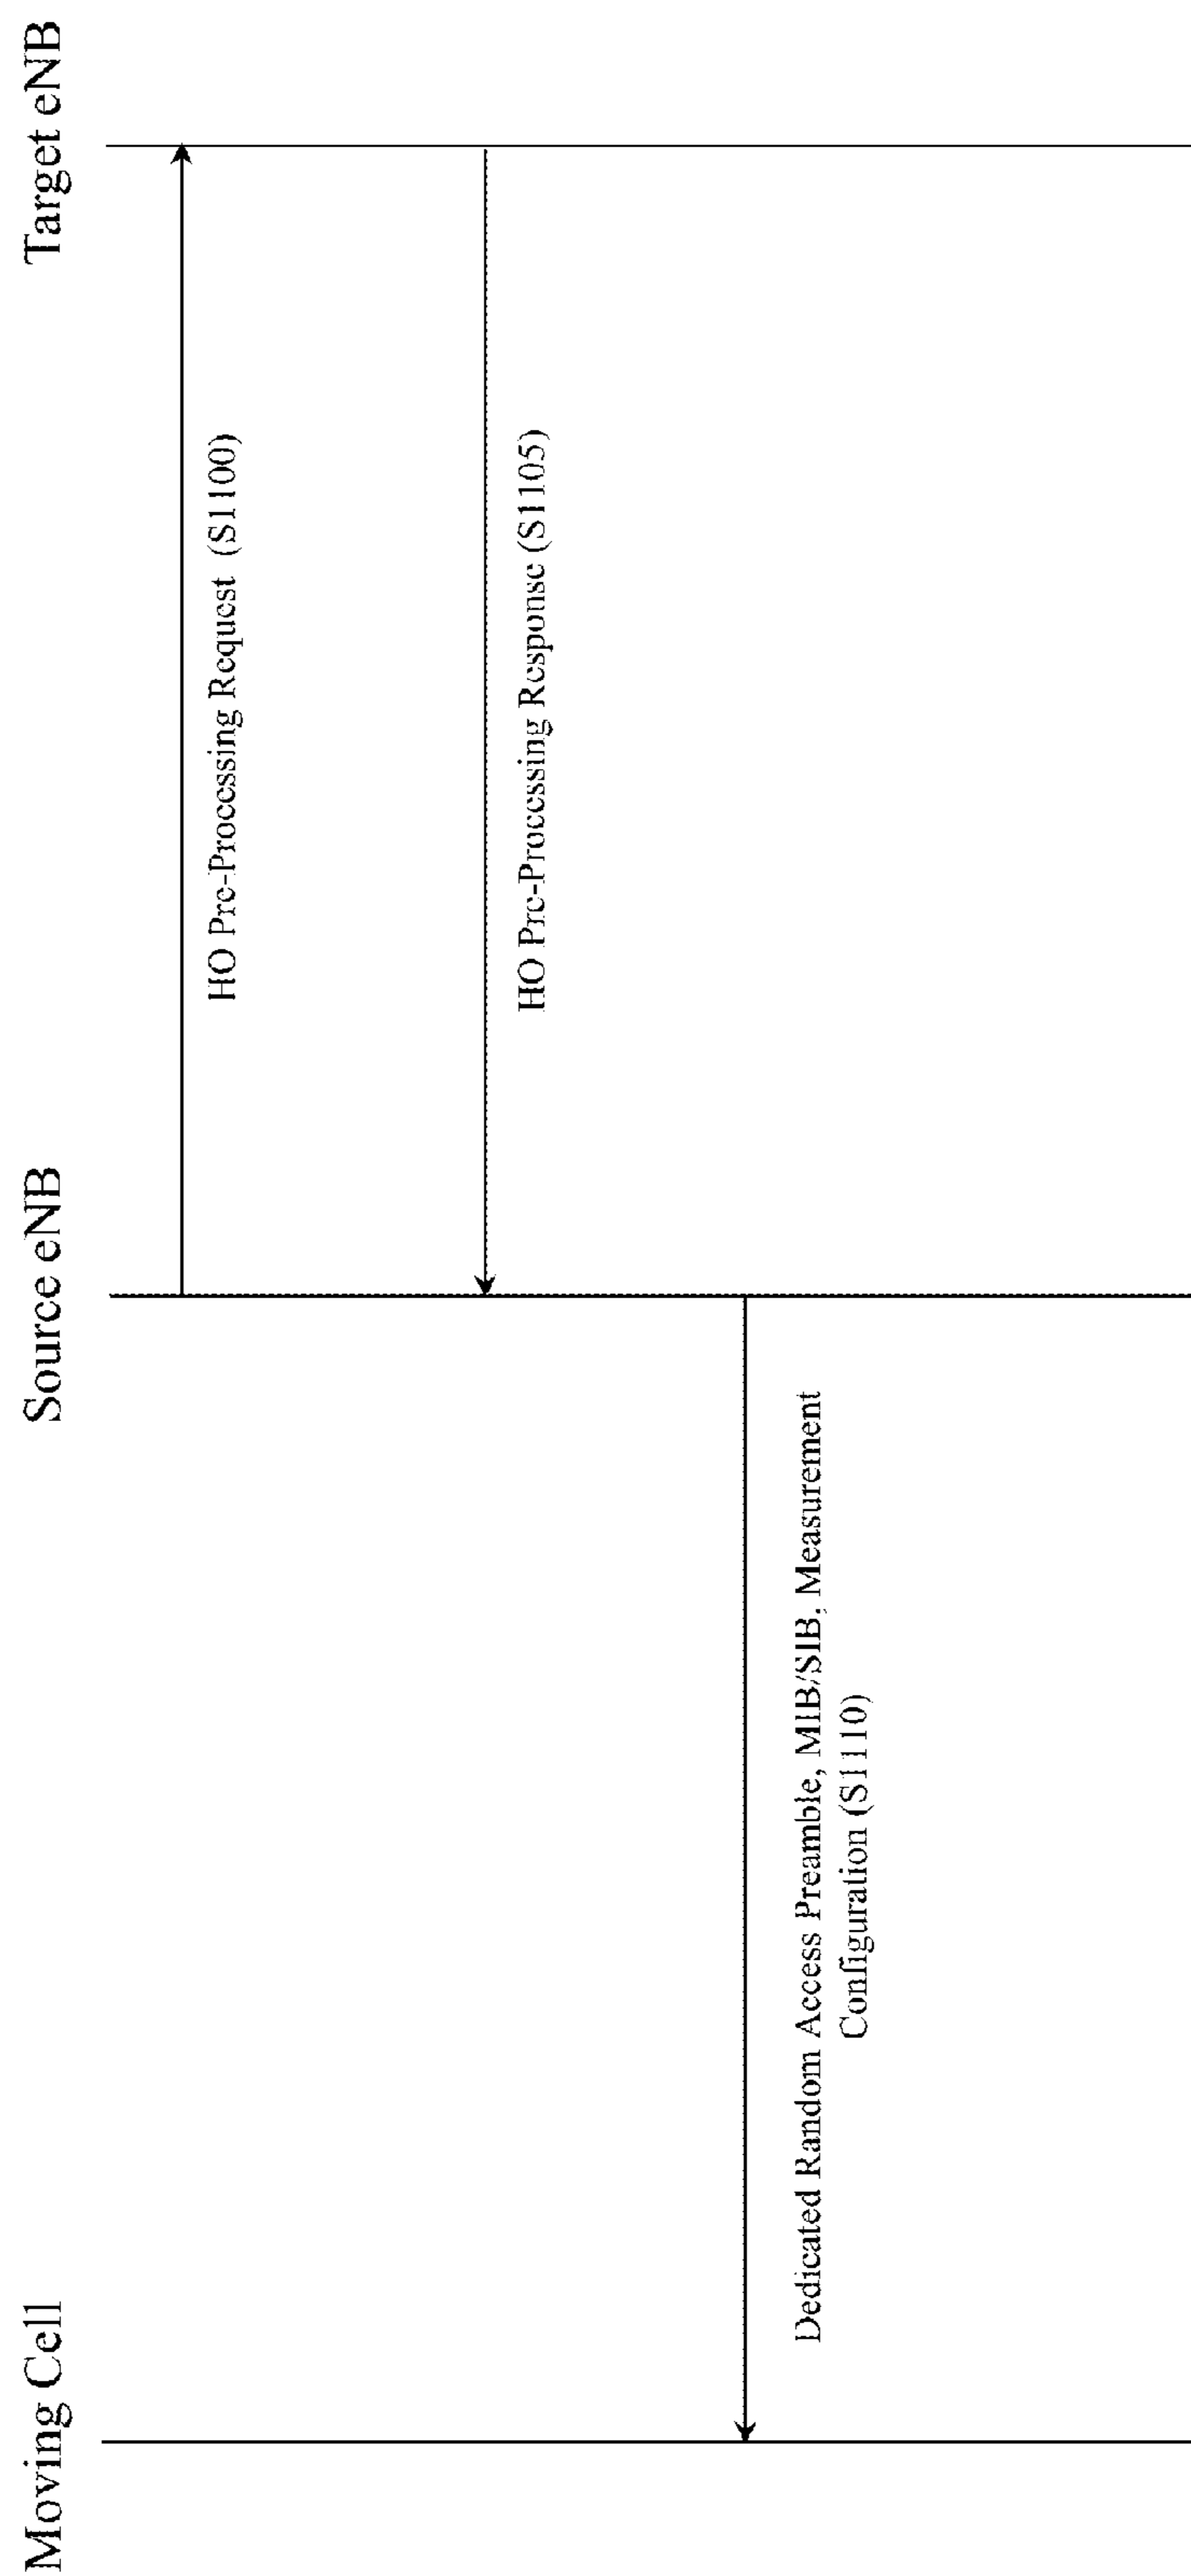 Moving Cell
Source eNB
Target eNB
HO Pre-Processing Request (S1100)
HO Pre-Processing Response (S1105)
Dedicated Random Access Preamble, MIB/SIB, Measurement
Configuration (S1110)